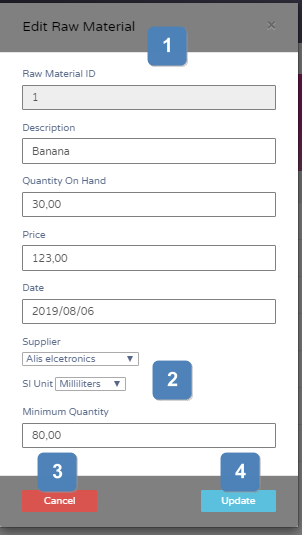 Edit Raw Material ×
1
Raw Material ID
1
Description
Banana
Quantity On Hand
30,00
Price
123,00
Date
2019/08/06
Supplier
Alis elcetronics ▼
SI Unit Milliliters ▼
2
Minimum Quantity
80,00
3 4
Cancel Update